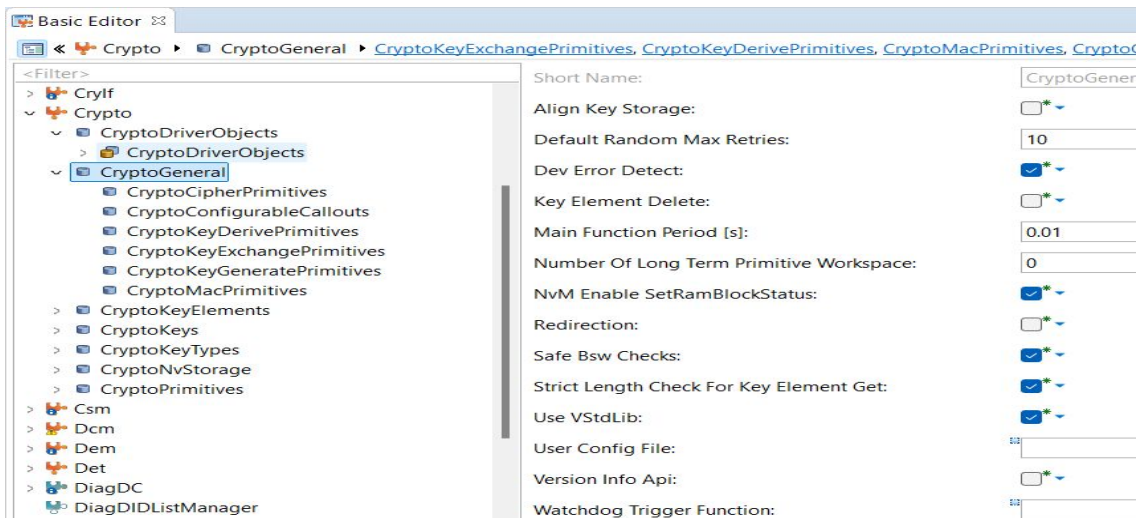 Basic Editor
Crypto CryptoGeneral CryptoKeyExchangePrimitives, CryptoKeyDerivePrimitives, CryptoMacPrimitives,
<Filter>
CryIf
Crypto
CryptoDriverObjects
CryptoDriverObjects
CryptoGeneral
CryptoCipherPrimitives
CryptoConfigurableCallouts
CryptoKeyDerivePrimitives
CryptoKeyExchangePrimitives
CryptoKeyGeneratePrimitives
CryptoMacPrimitives
CryptoKeyElements
CryptoKeys
CryptoKeyTypes
CryptoNvStorage
CryptoPrimitives
Csm
Dcm
Dem
Det
DiagDC
DiagDIDListManager
Short Name: CryptoGener
Align Key Storage:
Default Random Max Retries: 10
Dev Error Detect:
Key Element Delete:
Main Function Period [s]: 0.01
Number Of Long Term Primitive Workspace: 0
NvM Enable SetRamBlockStatus:
Redirection:
Safe Bsw Checks:
Strict Length Check For Key Element Get:
Use VStdLib:
User Config File:
Version Info Api:
Watchdog Trigger Function: